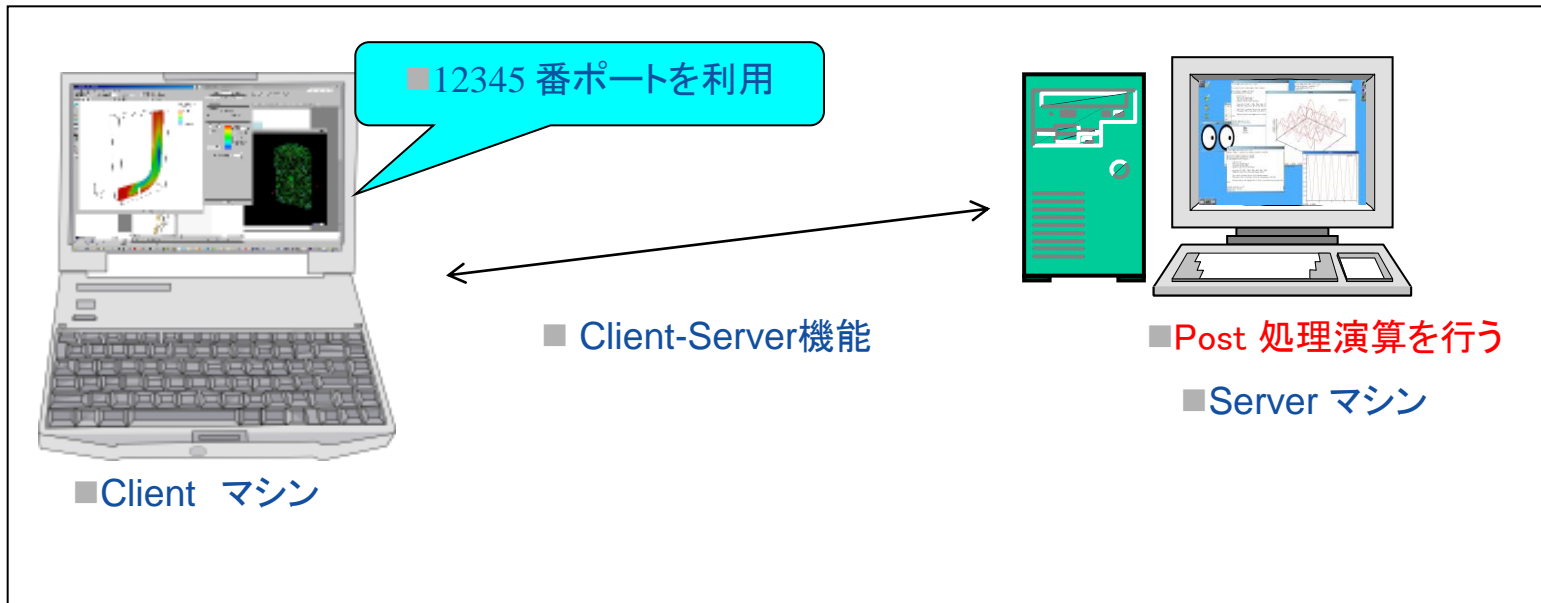 ■12345 番ポートを利用
■ Client-Server機能
■Post 処理演算を行う
■Server マシン
■Client マシン